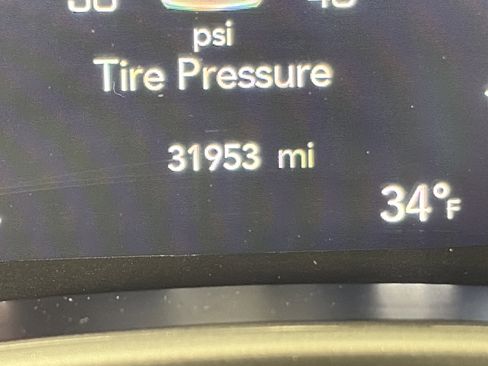 psi
Tire Pressure
31953 mi
34°F